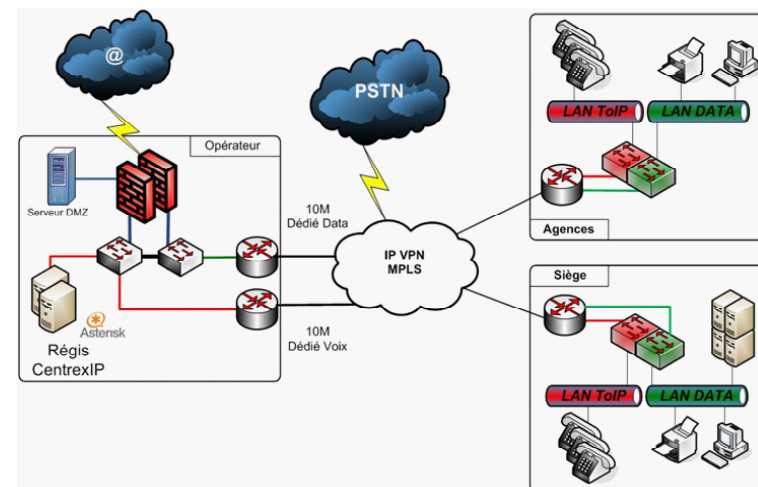 @
Opérateur
Serveur DMZ
Asterisk
Régis
CentrexIP
10M
Dédié Data
10M
Dédié Voix
PSTN
IP VPN
MPLS
LAN ToIP
LAN DATA
Agences
Siège
LAN ToIP
LAN DATA